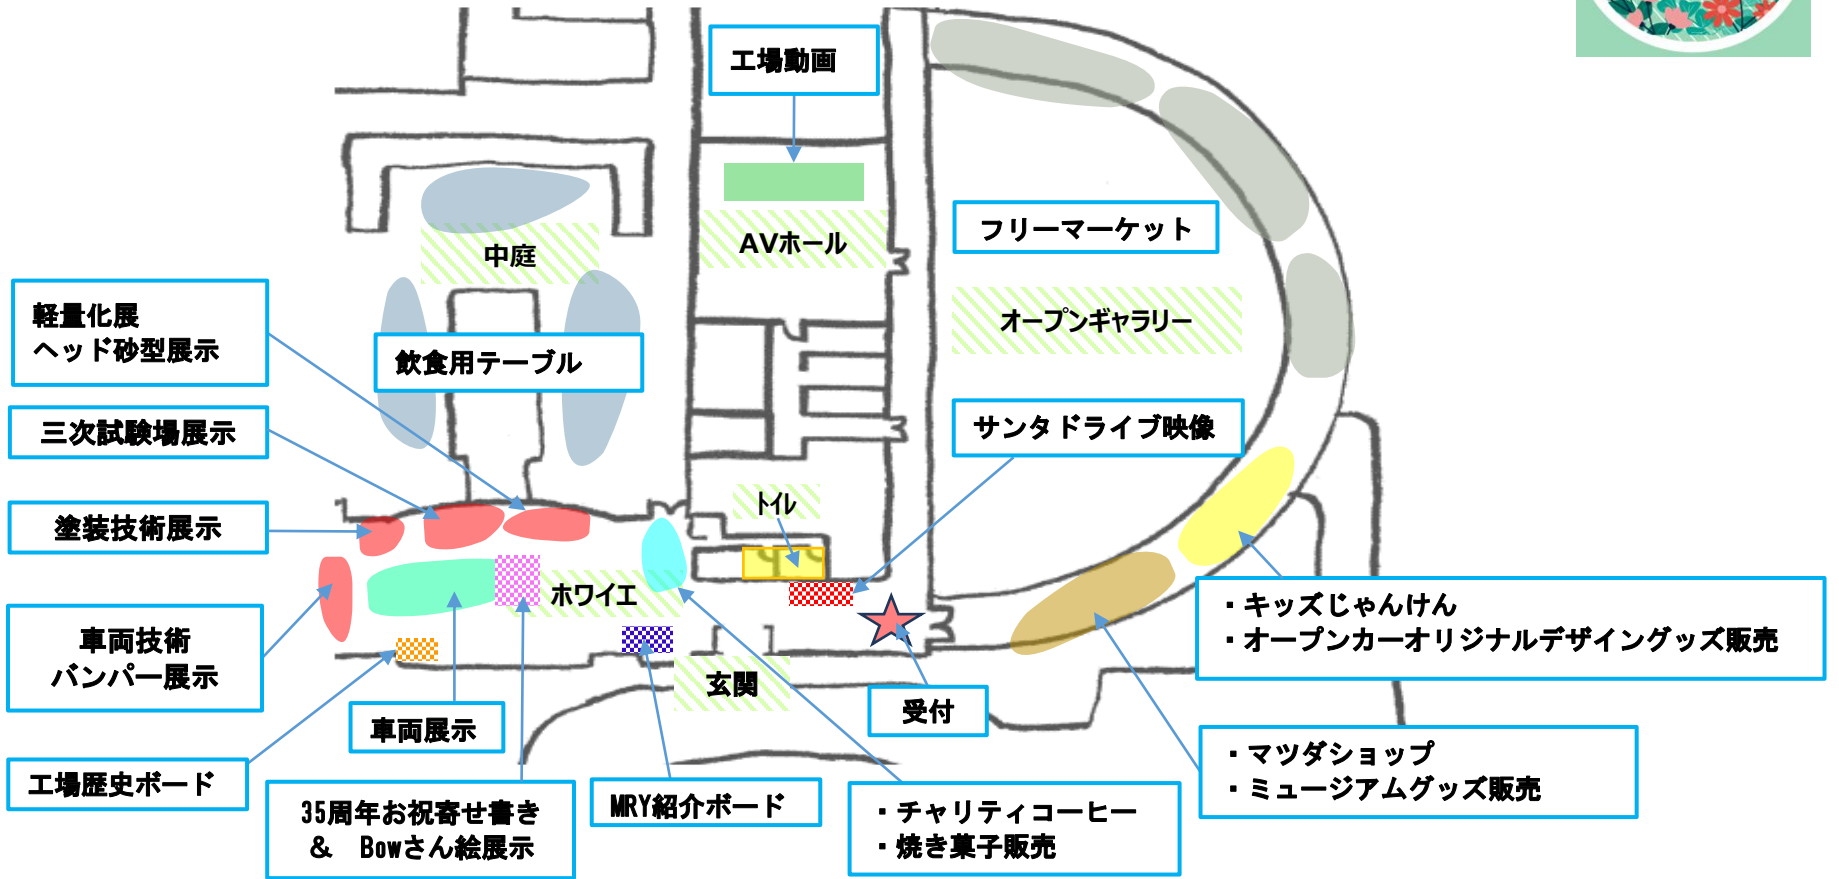 工場動画
AVホール
中庭
フリーマーケット
オープンギャラリー
軽量化展
ヘッド砂型展示
飲食用テーブル
三次試験場展示
サンタドライブ映像
塗装技術展示
トイレ
ホワイエ
車両技術
バンパー展示
・キッズじゃんけん
・オープンカーオリジナルデザイングッズ販売
玄関
受付
車両展示
工場歴史ボード
35周年お祝寄せ書き
& Bowさん絵展示
MRY紹介ボード
・チャリティコーヒー
・焼き菓子販売
・マツダショップ
・ミュージアムグッズ販売